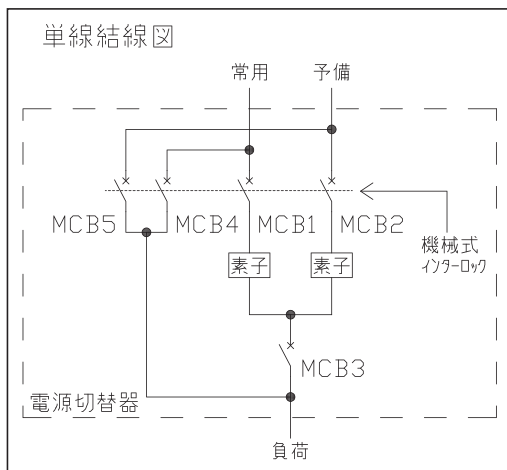 単線結線図
常用
予備
MCB5
MCB4
MCB1
MCB2
機械式
インターロック
素子
素子
MCB3
電源切替器
負荷